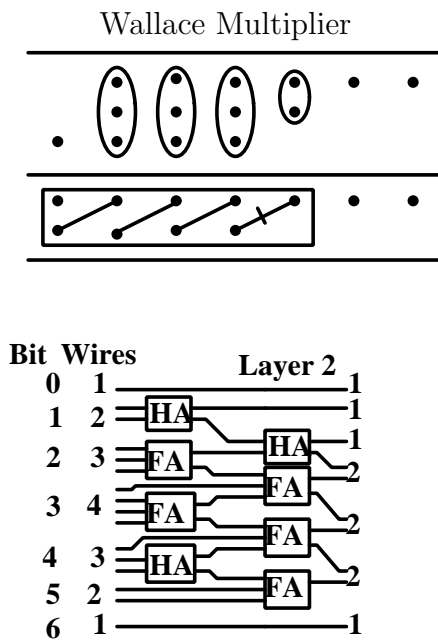 Wallace Multiplier
Bit Wires Layer 2
0 1 1
1 2 HA 1
HA 1
2 3 FA 2
FA
3 4 FA 2
FA
4 3 HA 2
5 2 FA
6 1 1